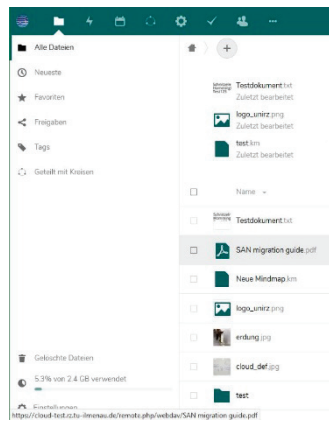 Alle Dateien
Neueste
Favoriten
Freigaben
Tags
Geteilt mit Kreisen
Testdokument.txt
Zuletzt bearbeitet
logo_unirz.png
Zuletzt bearbeitet
test.km
Zuletzt bearbeitet
Name
Testdokument.txt
SAN migration guide.pdf
Neue Mindmap.km
logo_unirz.png
erdung.jpg
cloud_def.jpg
test
Gelöschte Dateien
53% von 2.4 GB verwendet
Einstellungen
https://cloud-test.rz.tu-ilmenau.de/remote.php/webdav/SAN migration guide.pdf